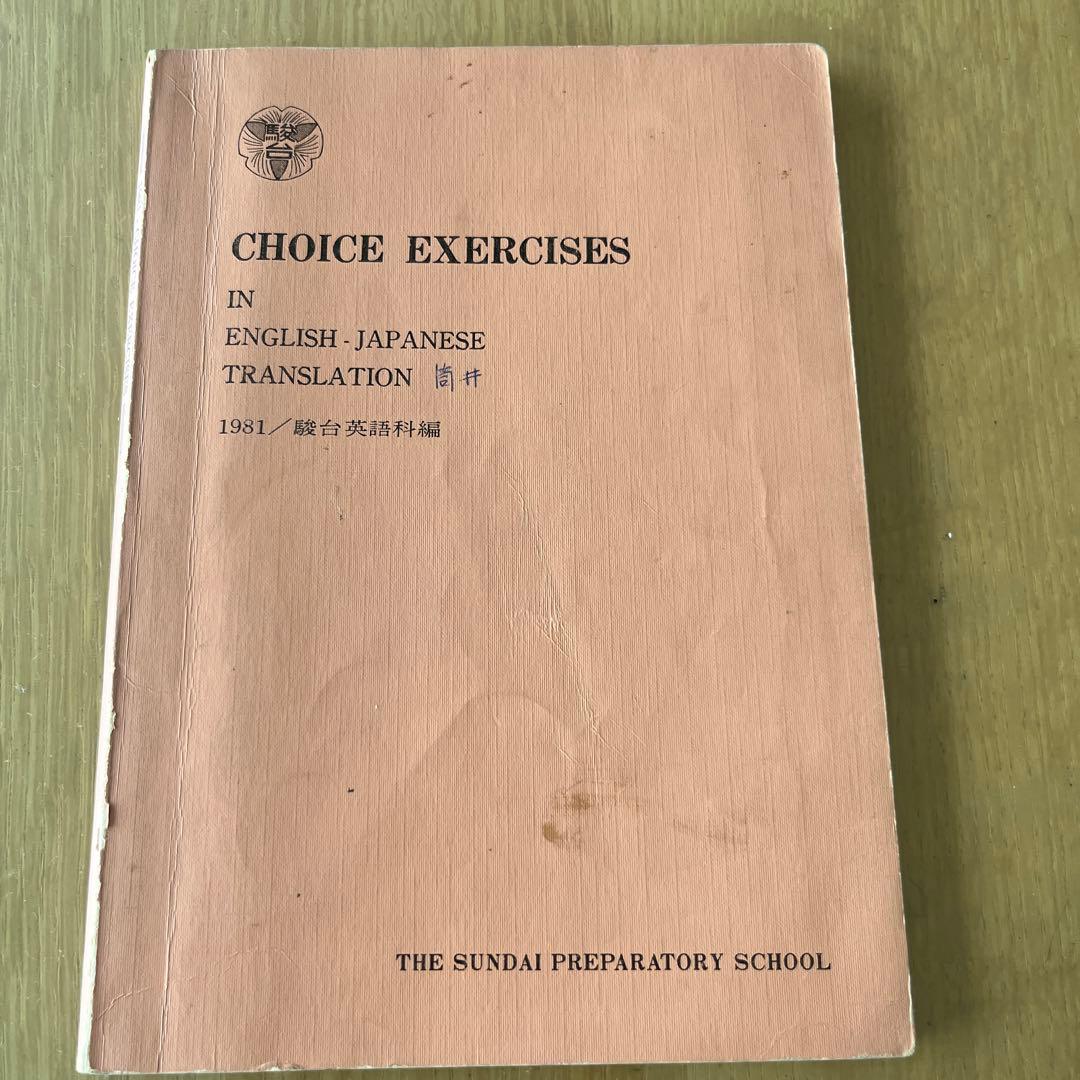 駿台
CHOICE EXERCISES
IN
ENGLISH - JAPANESE
TRANSLATION 筒井
1981／駿台英語科編
THE SUNDAI PREPARATORY SCHOOL